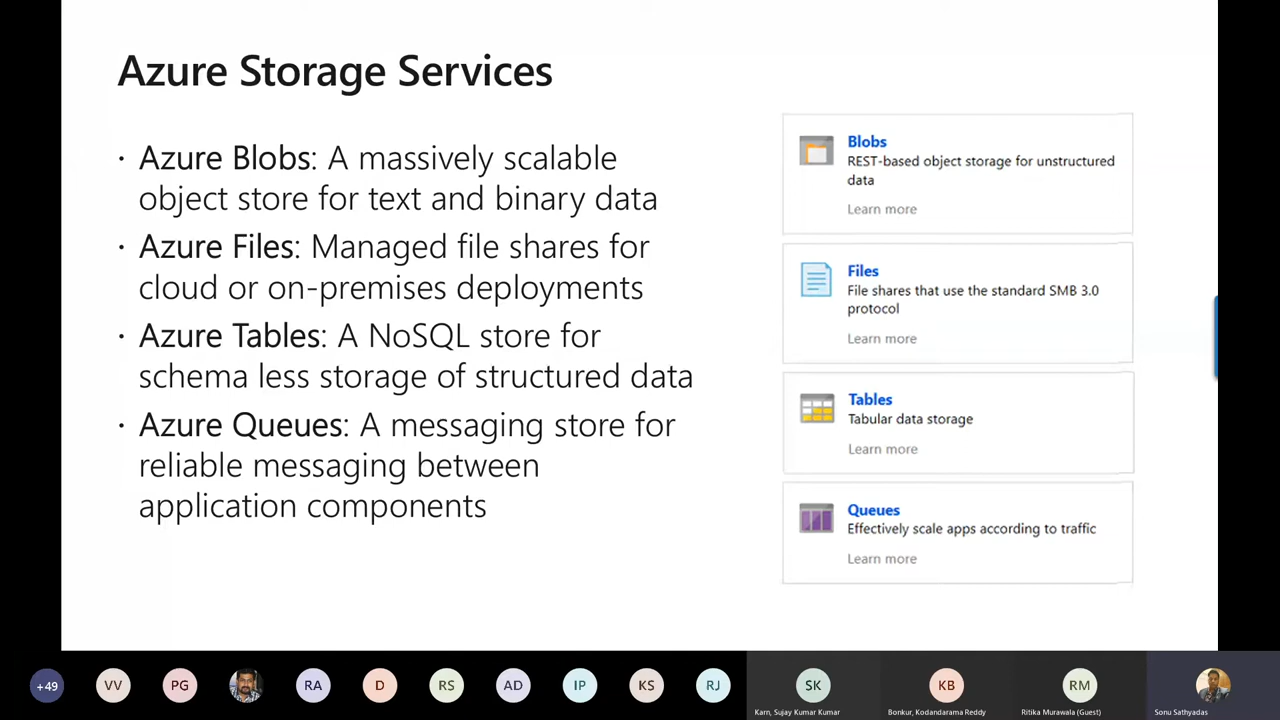 Azure Storage Services
· Azure Blobs: A massively scalable
object store for text and binary data
· Azure Files: Managed file shares for
cloud or on-premises deployments
· Azure Tables: A NoSQL store for
schema less storage of structured data
· Azure Queues: A messaging store for
reliable messaging between
application components
Blobs
REST-based object storage for unstructured
data
Learn more
Files
File shares that use the standard SMB 3.0
protocol
Learn more
Tables
Tabular data storage
Learn more
Queues
Effectively scale apps according to traffic
Learn more
+49 VV PG RA D RS AD IP KS RJ SK KB RM
Karn, Sujay Kumar Kumar Bonkur, Kodandarama Reddy Ritika Murawala (Guest) Sonu Sathyadas